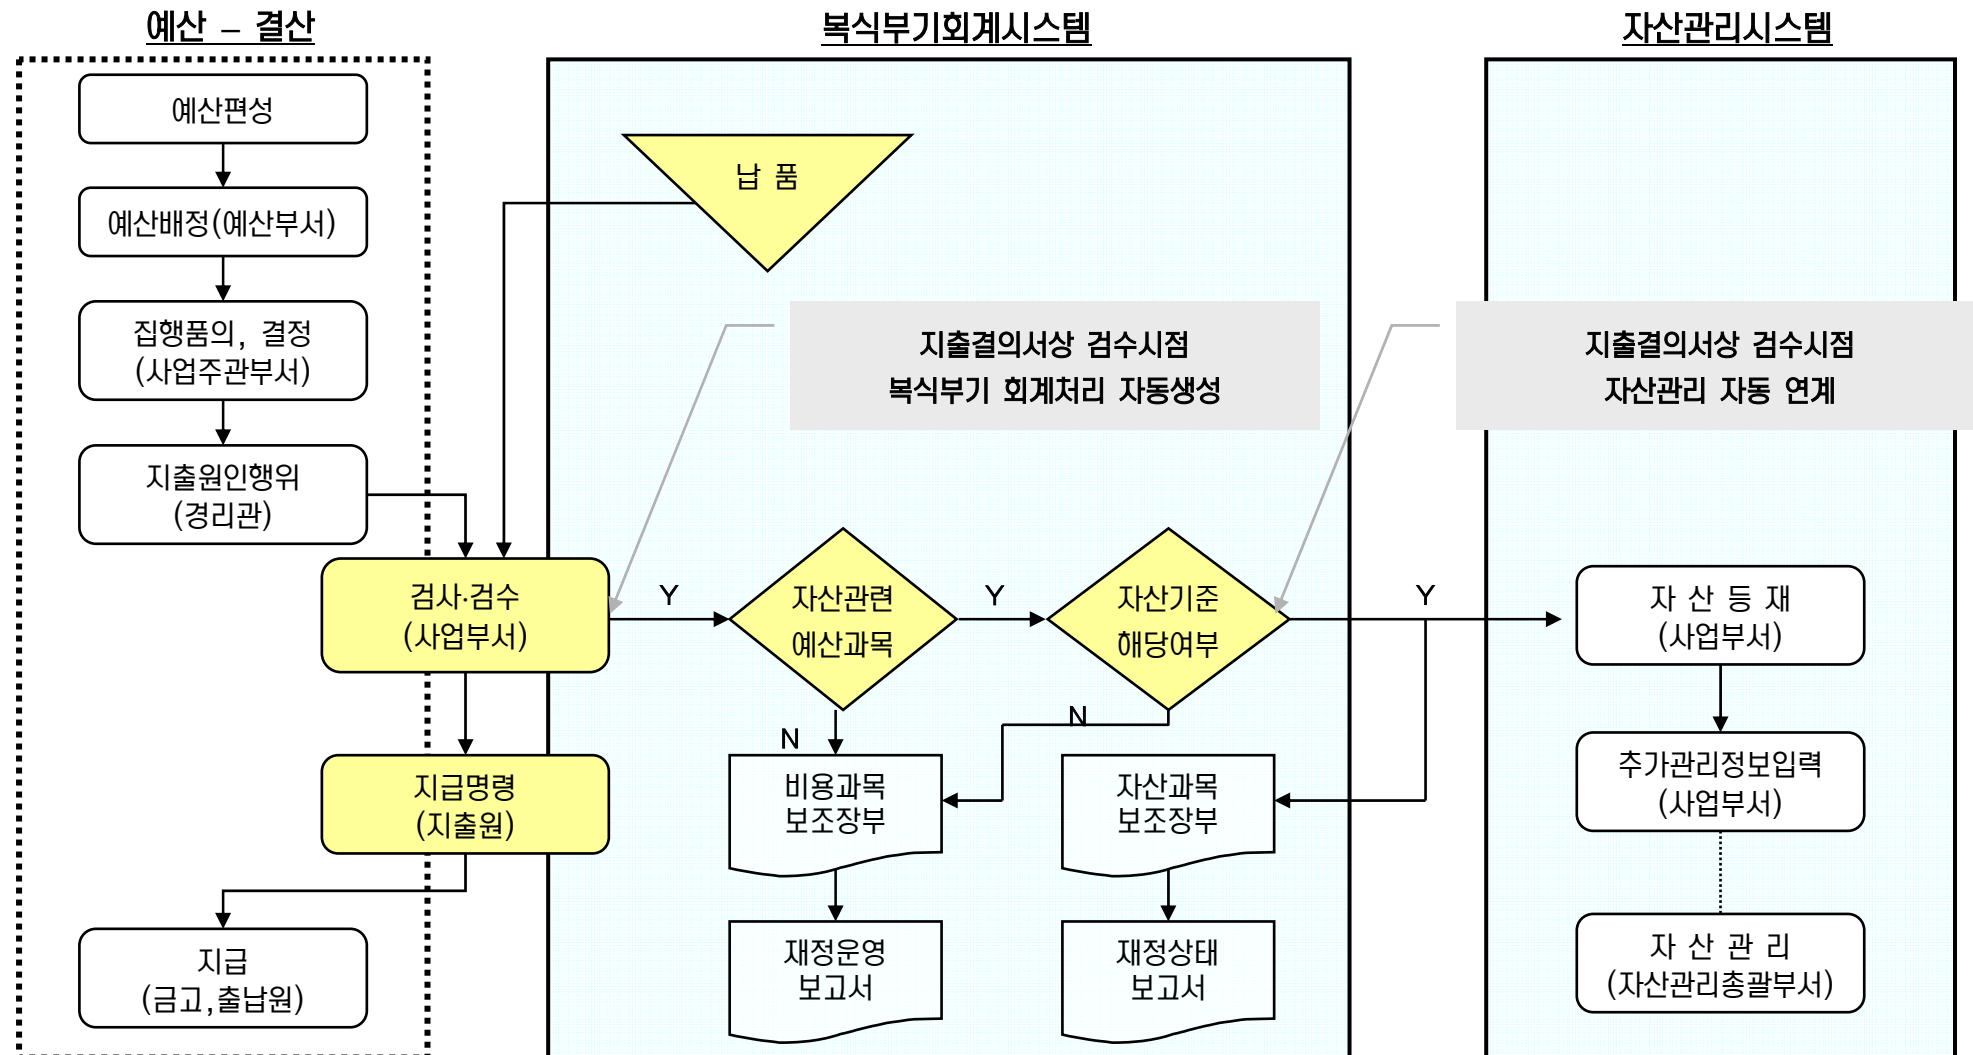 예산 – 결산
예산편성
예산배정(예산부서)
집행품의, 결정
(사업주관부서)
지출원인행위
(경리관)
검사·검수
(사업부서)
지급명령
(지출원)
지급
(금고,출납원)
복식부기회계시스템
납 품
지출결의서상 검수시점
복식부기 회계처리 자동생성
Y
자산관련
예산과목
Y
자산기준
해당여부
Y
N
N
비용과목
보조장부
자산과목
보조장부
재정운영
보고서
재정상태
보고서
자산관리시스템
지출결의서상 검수시점
자산관리 자동 연계
자 산 등 재
(사업부서)
추가관리정보입력
(사업부서)
자 산 관 리
(자산관리총괄부서)